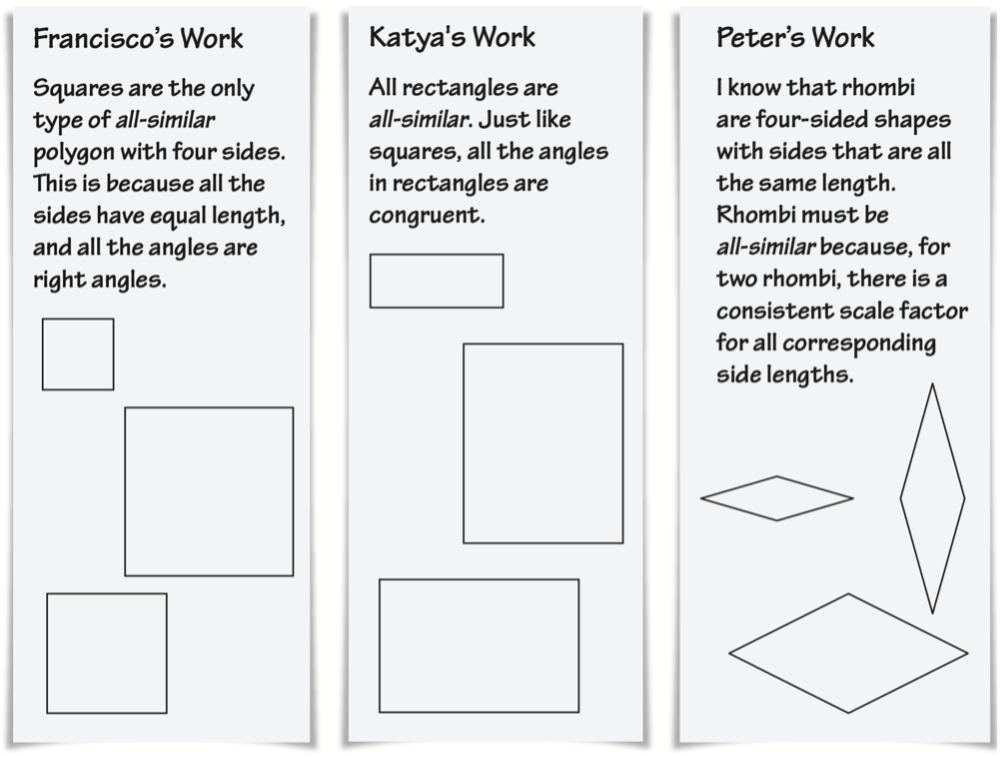 Francisco's Work
Squares are the only
type of all-similar
polygon with four sides.
This is because all the
sides have equal length,
and all the angles are
right angles.
Katya's Work
All rectangles are
all-similar. Just like
squares, all the angles
in rectangles are
congruent.
Peter's Work
I know that rhombi
are four-sided shapes
with sides that are all
the same length.
Rhombi must be
all-similar because, for
two rhombi, there is a
consistent scale factor
for all corresponding
side lengths.